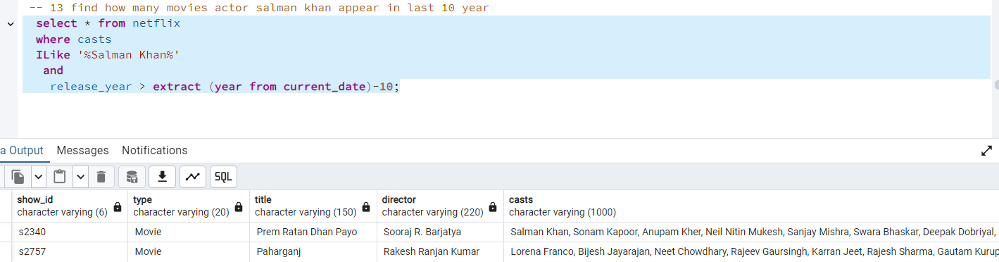 -- 13 find how many movies actor salman khan appear in last 10 year
select * from netflix
where casts
ILike '%Salman Khan%'
and
release_year > extract (year from current_date)-10;
a Output Messages Notifications
SQL
show_id type title director casts
character varying (6) character varying (20) character varying (150) character varying (220) character varying (1000)
s2340 Movie Prem Ratan Dhan Payo Sooraj R. Barjatya Salman Khan, Sonam Kapoor, Anupam Kher, Neil Nitin Mukesh, Sanjay Mishra, Swara Bhaskar, Deepak Dobriyal,
s2757 Movie Paharganj Rakesh Ranjan Kumar Lorena Franco, Bijesh Jayarajan, Neet Chowdhary, Rajeev Gaursingh, Karran Jeet, Rajesh Sharma, Gautam Kurup